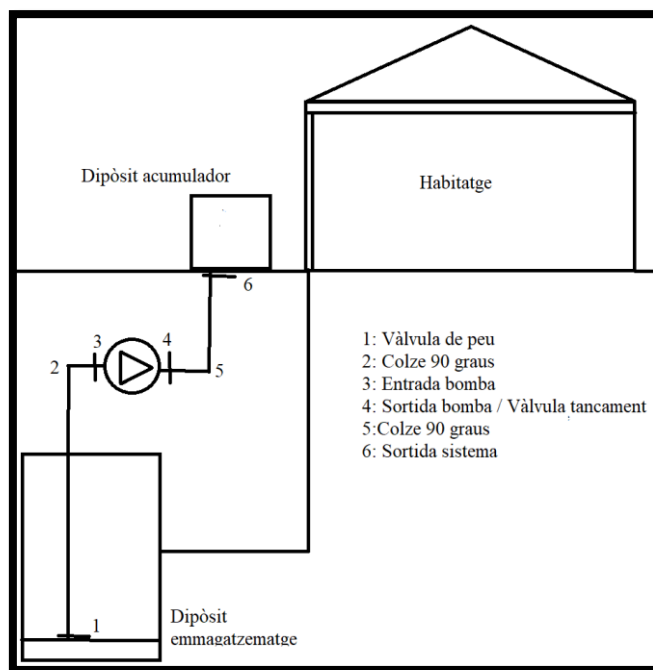 Dipòsit acumulador
Habitatge
6
3
4
2
5
1: Vàlvula de peu
2: Colze 90 graus
3: Entrada bomba
4: Sortida bomba / Vàlvula tancament
5:Colze 90 graus
6: Sortida sistema
1
Dipòsit
emmagatzematge